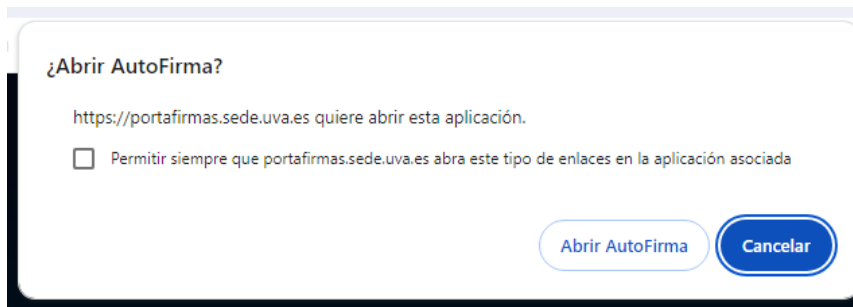 ¿Abrir AutoFirma?
https://portafirmas.sede.uva.es quiere abrir esta aplicación.
Permitir siempre que portafirmas.sede.uva.es abra este tipo de enlaces en la aplicación asociada
Abrir AutoFirma
Cancelar